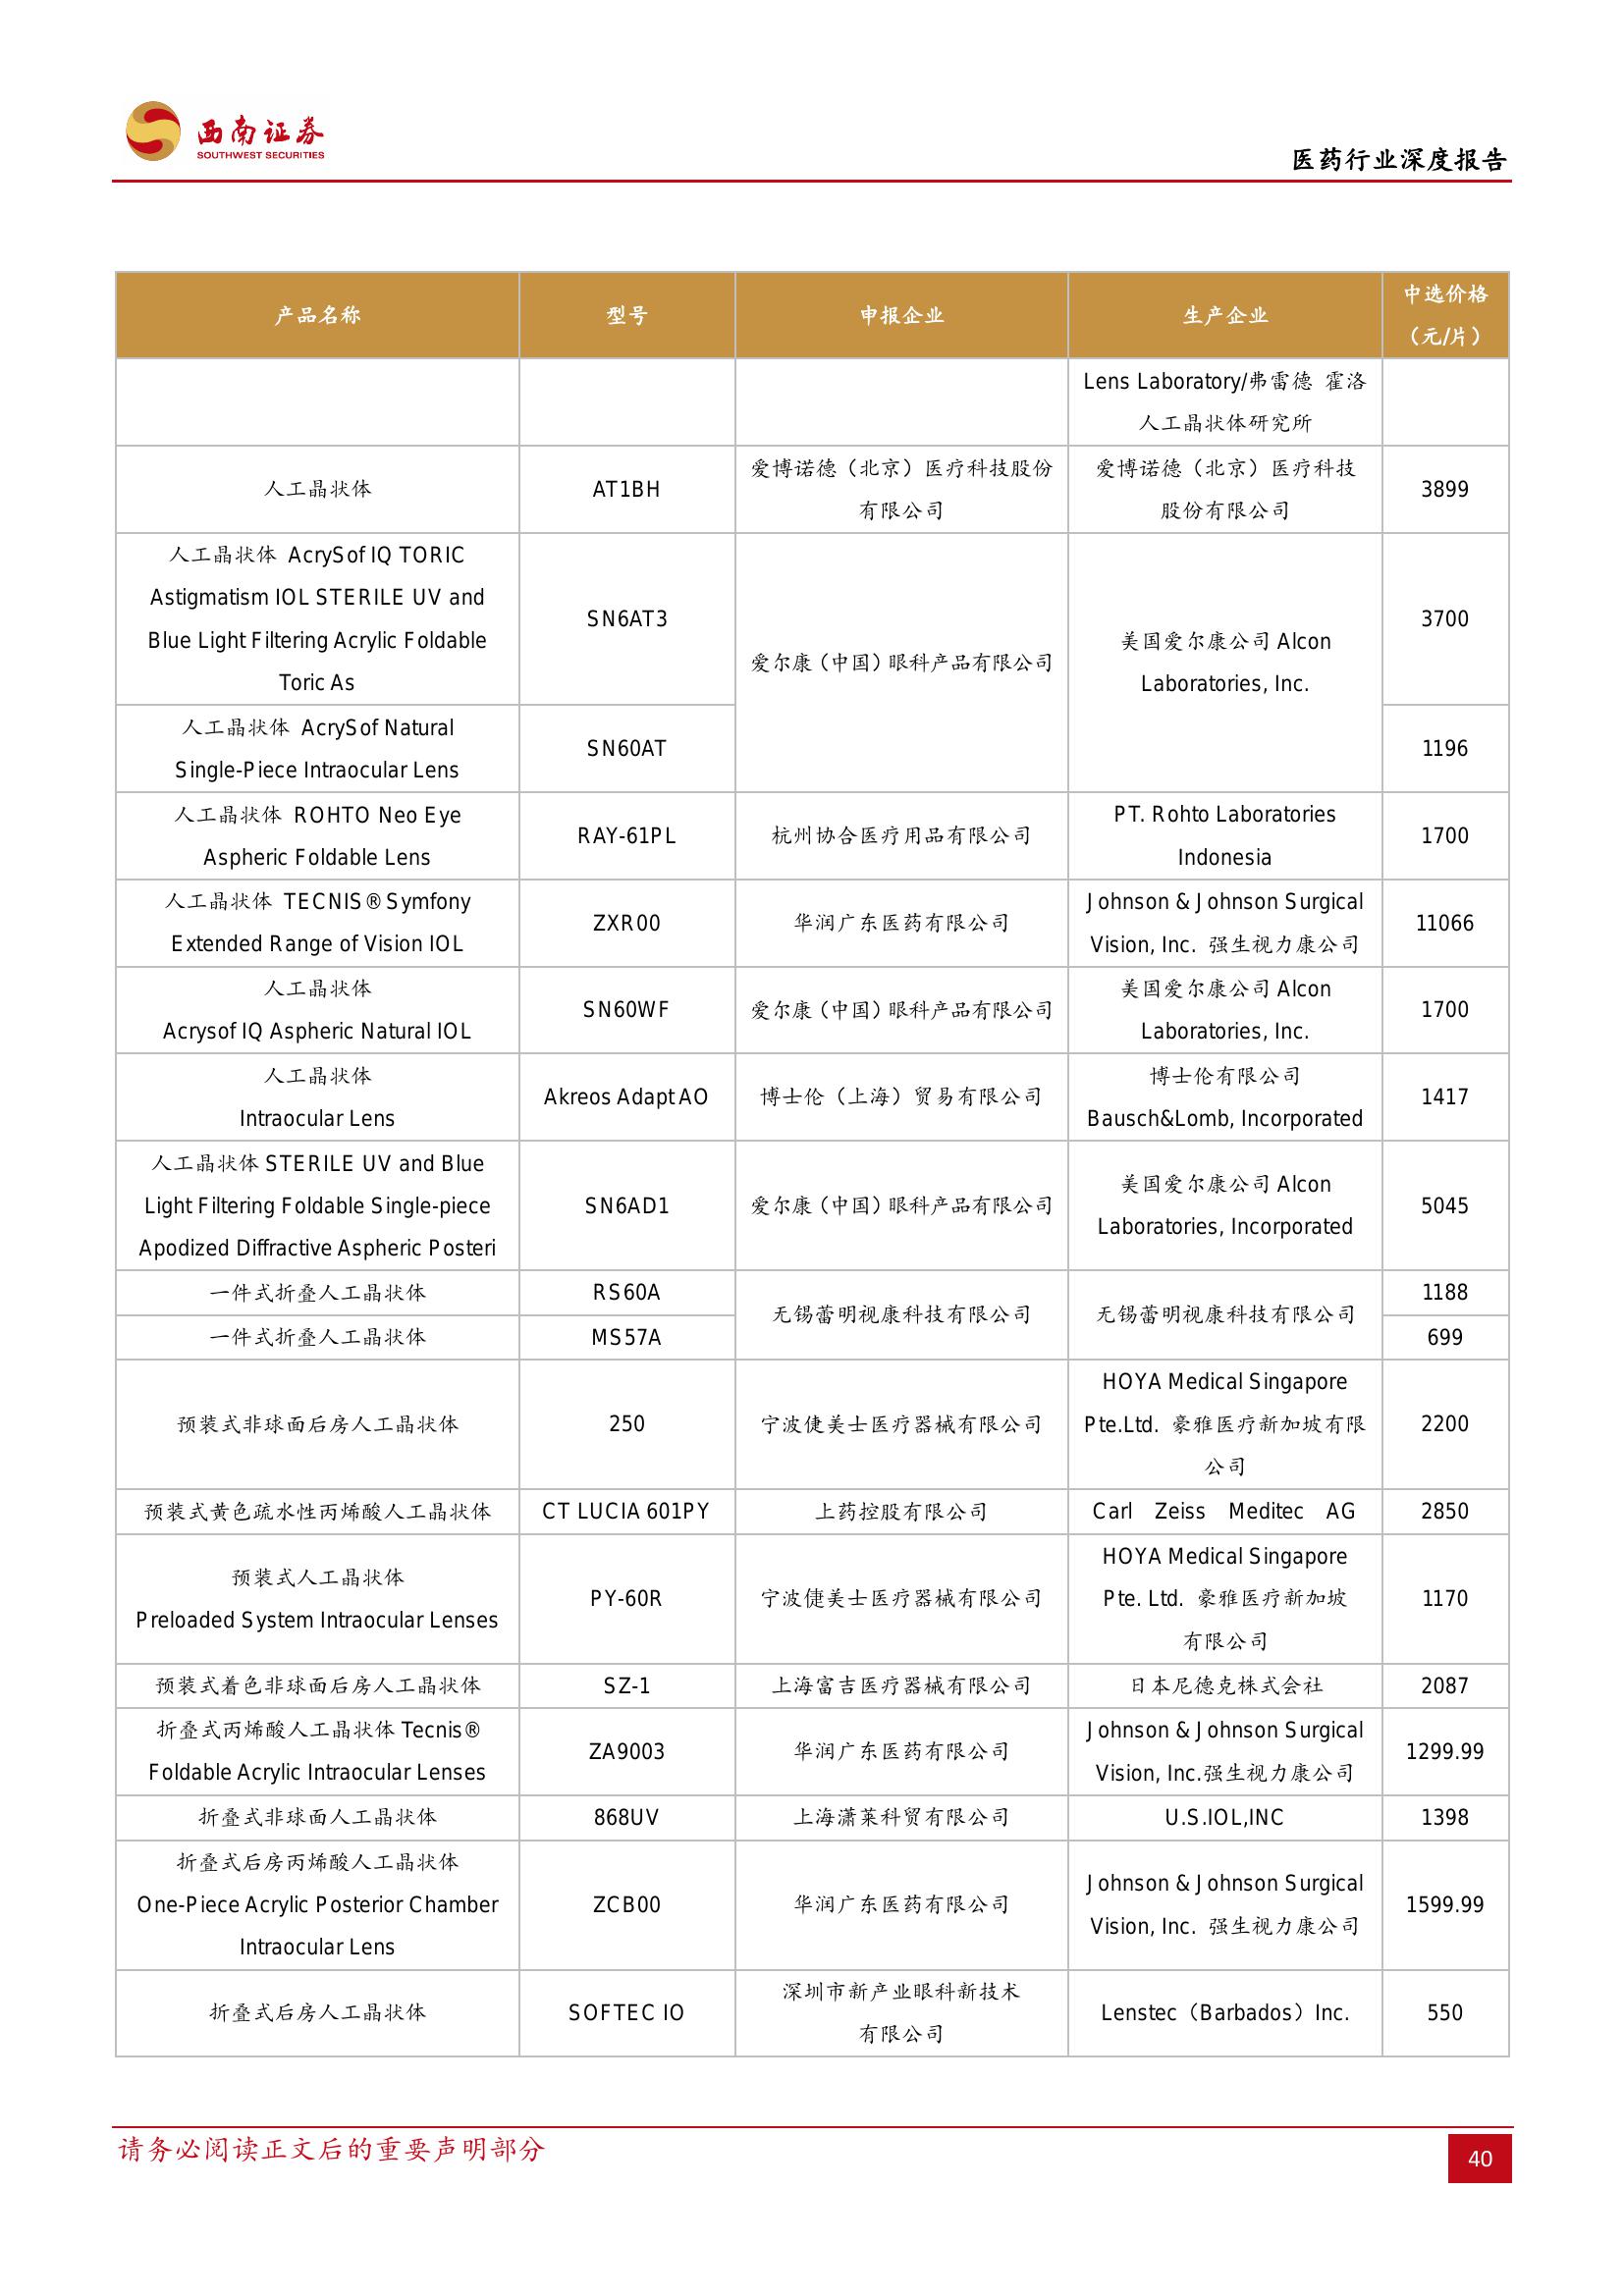 西南证券
SOUTHWEST SECURITIES
医药行业深度报告
产品名称 型号 申报企业 生产企业 中选价格
（元/片）
Lens Laboratory/弗雷德 霍洛
人工晶状体研究所
人工晶状体 AT1BH 爱博诺德（北京）医疗科技股份
有限公司 爱博诺德（北京）医疗科技
股份有限公司 3899
人工晶状体 AcrySof IQ TORIC
Astigmatism IOL STERILE UV and
Blue Light Filtering Acrylic Foldable
Toric As
SN6AT3
爱尔康（中国）眼科产品有限公司
美国爱尔康公司 Alcon
Laboratories, Inc.
3700
人工晶状体 AcrySof Natural
Single-Piece Intraocular Lens
SN60AT
1196
人工晶状体 ROHTO Neo Eye
Aspheric Foldable Lens
RAY-61PL
杭州协合医疗用品有限公司
PT. Rohto Laboratories
Indonesia
1700
人工晶状体 TECNIS® Symfony
Extended Range of Vision IOL
ZXR00
华润广东医药有限公司
Johnson & Johnson Surgical
Vision, Inc. 强生视力康公司
11066
人工晶状体
Acrysof IQ Aspheric Natural IOL
SN60WF
爱尔康（中国）眼科产品有限公司
美国爱尔康公司 Alcon
Laboratories, Inc.
1700
人工晶状体
Intraocular Lens
Akreos Adapt AO
博士伦（上海）贸易有限公司
博士伦有限公司
Bausch&Lomb, Incorporated
1417
人工晶状体 STERILE UV and Blue
Light Filtering Foldable Single-piece
Apodized Diffractive Aspheric Posteri
SN6AD1
爱尔康（中国）眼科产品有限公司
美国爱尔康公司 Alcon
Laboratories, Incorporated
5045
一件式折叠人工晶状体
RS60A
无锡蕾明视康科技有限公司
无锡蕾明视康科技有限公司
1188
一件式折叠人工晶状体
MS57A
699
预装式非球面后房人工晶状体
250
宁波倢美士医疗器械有限公司
HOYA Medical Singapore
Pte.Ltd. 豪雅医疗新加坡有限
公司
2200
预装式黄色疏水性丙烯酸人工晶状体
CT LUCIA 601PY
上药控股有限公司
Carl Zeiss Meditec AG
2850
预装式人工晶状体
Preloaded System Intraocular Lenses
PY-60R
宁波倢美士医疗器械有限公司
HOYA Medical Singapore
Pte. Ltd. 豪雅医疗新加坡
有限公司
1170
预装式着色非球面后房人工晶状体
SZ-1
上海富吉医疗器械有限公司
日本尼德克株式会社
2087
折叠式丙烯酸人工晶状体 Tecnis®
Foldable Acrylic Intraocular Lenses
ZA9003
华润广东医药有限公司
Johnson & Johnson Surgical
Vision, Inc.强生视力康公司
1299.99
折叠式非球面人工晶状体
868UV
上海潇莱科贸有限公司
U.S.IOL,INC
1398
折叠式后房丙烯酸人工晶状体
One-Piece Acrylic Posterior Chamber
Intraocular Lens
ZCB00
华润广东医药有限公司
Johnson & Johnson Surgical
Vision, Inc. 强生视力康公司
1599.99
折叠式后房人工晶状体
SOFTEC IO
深圳市新产业眼科新技术
有限公司
Lenstec（Barbados）Inc.
550
请务必阅读正文后的重要声明部分
40